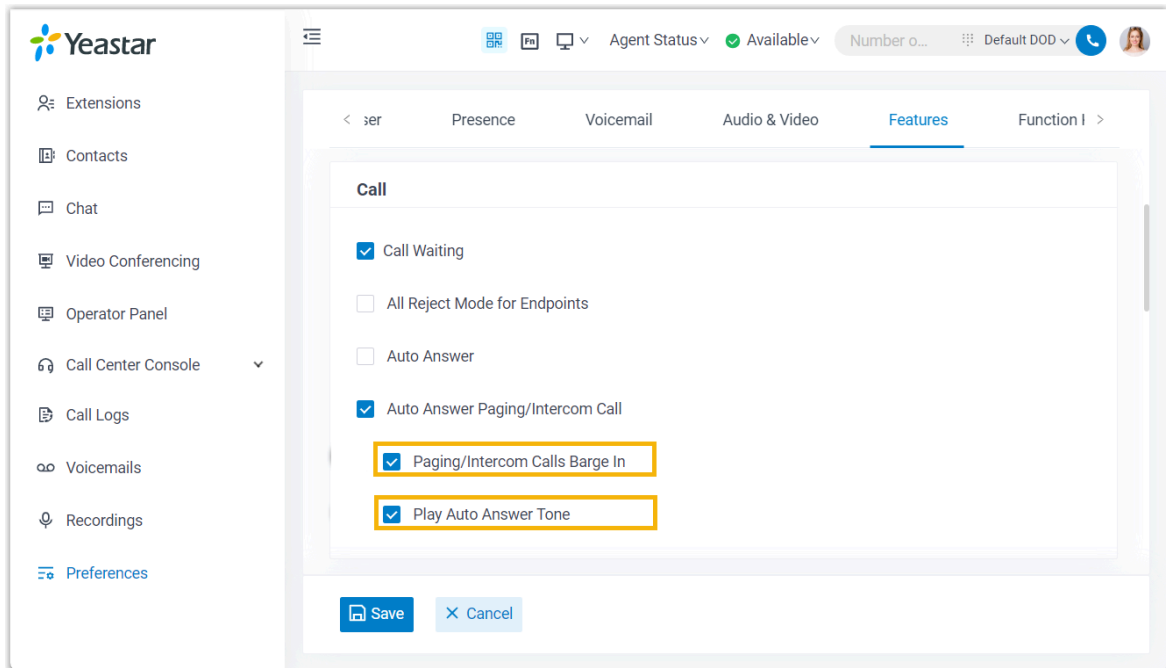 Yeastar
Fn
Agent Status
Available
Number o...
Default DOD
Extensions
Contacts
Chat
Video Conferencing
Operator Panel
Call Center Console
Call Logs
Voicemails
Recordings
Preferences
ser
Presence
Voicemail
Audio & Video
Features
Function
Call
Call Waiting
All Reject Mode for Endpoints
Auto Answer
Auto Answer Paging/Intercom Call
Paging/Intercom Calls Barge In
Play Auto Answer Tone
Save
Cancel